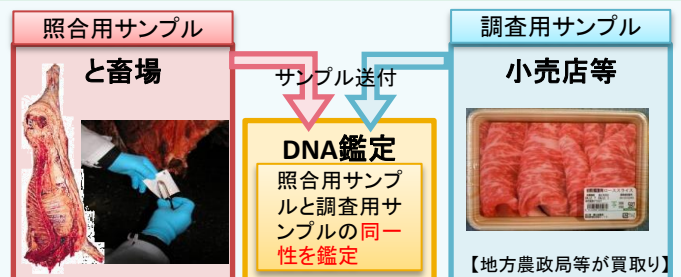 照合用サンプル
調査用サンプル
と畜場
サンプル送付
小売店等
DNA鑑定
照合用サンプ
ルと調査用サ
ンプルの同一
性を鑑定
【地方農政局等が買取り】